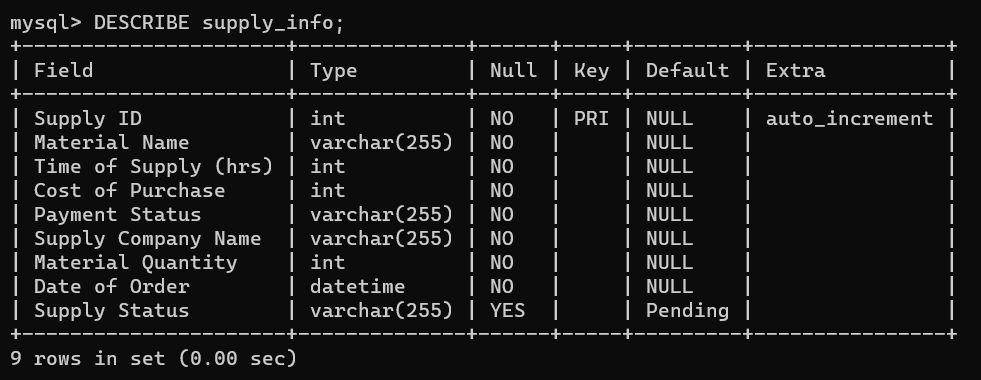 mysql> DESCRIBE supply_info;
+----------------------+--------------+------+-----+---------+----------------+
| Field                | Type         | Null | Key | Default | Extra          |
+----------------------+--------------+------+-----+---------+----------------+
| Supply ID            | int          | NO   | PRI | NULL    | auto_increment |
| Material Name        | varchar(255) | NO   |     | NULL    |                |
| Time of Supply (hrs) | int          | NO   |     | NULL    |                |
| Cost of Purchase     | int          | NO   |     | NULL    |                |
| Payment Status       | varchar(255) | NO   |     | NULL    |                |
| Supply Company Name  | varchar(255) | NO   |     | NULL    |                |
| Material Quantity    | int          | NO   |     | NULL    |                |
| Date of Order        | datetime     | NO   |     | NULL    |                |
| Supply Status        | varchar(255) | YES  |     | Pending |                |
+----------------------+--------------+------+-----+---------+----------------+
9 rows in set (0.00 sec)